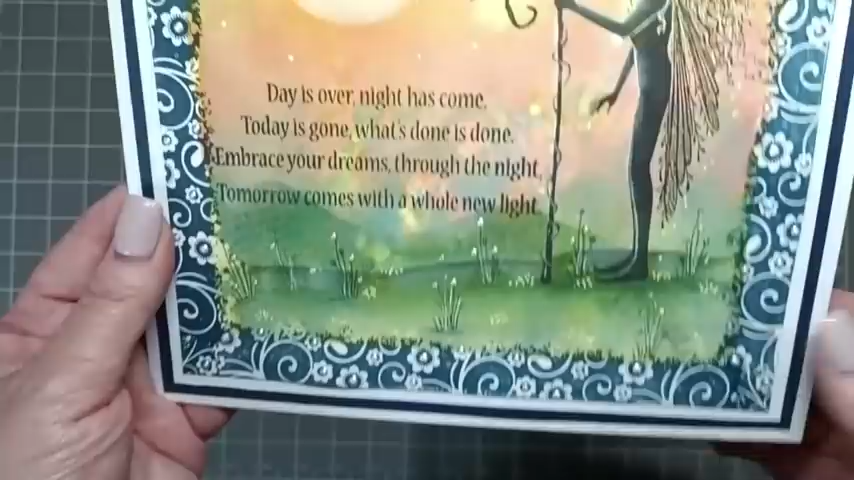 Day is over, night has come.
Today is gone, what's done is done.
Embrace your dreams, through the night,
Tomorrow comes with a whole new light.